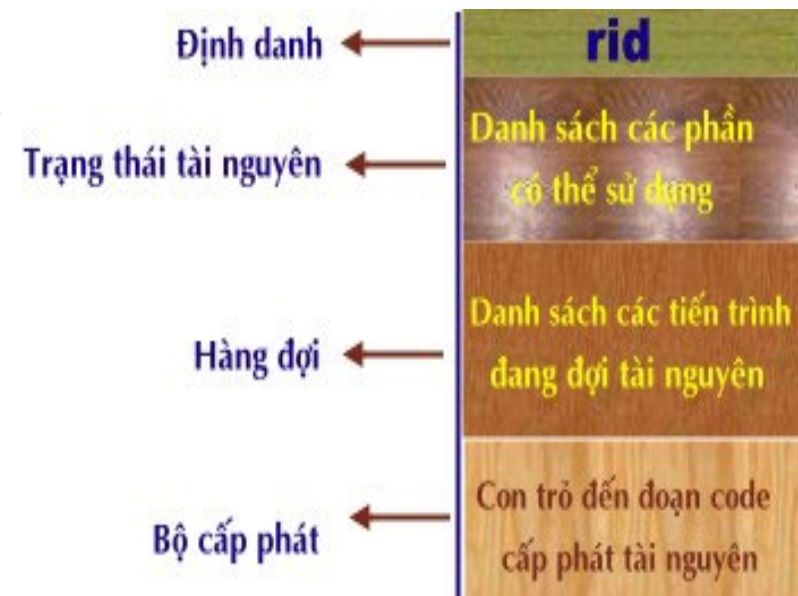 Định danh
rid
Trạng thái tài nguyên
Danh sách các phần
có thể sử dụng
Hàng đợi
Danh sách các tiến trình
đang đợi tài nguyên
Bộ cấp phát
Con trỏ đến đoạn code
cấp phát tài nguyên